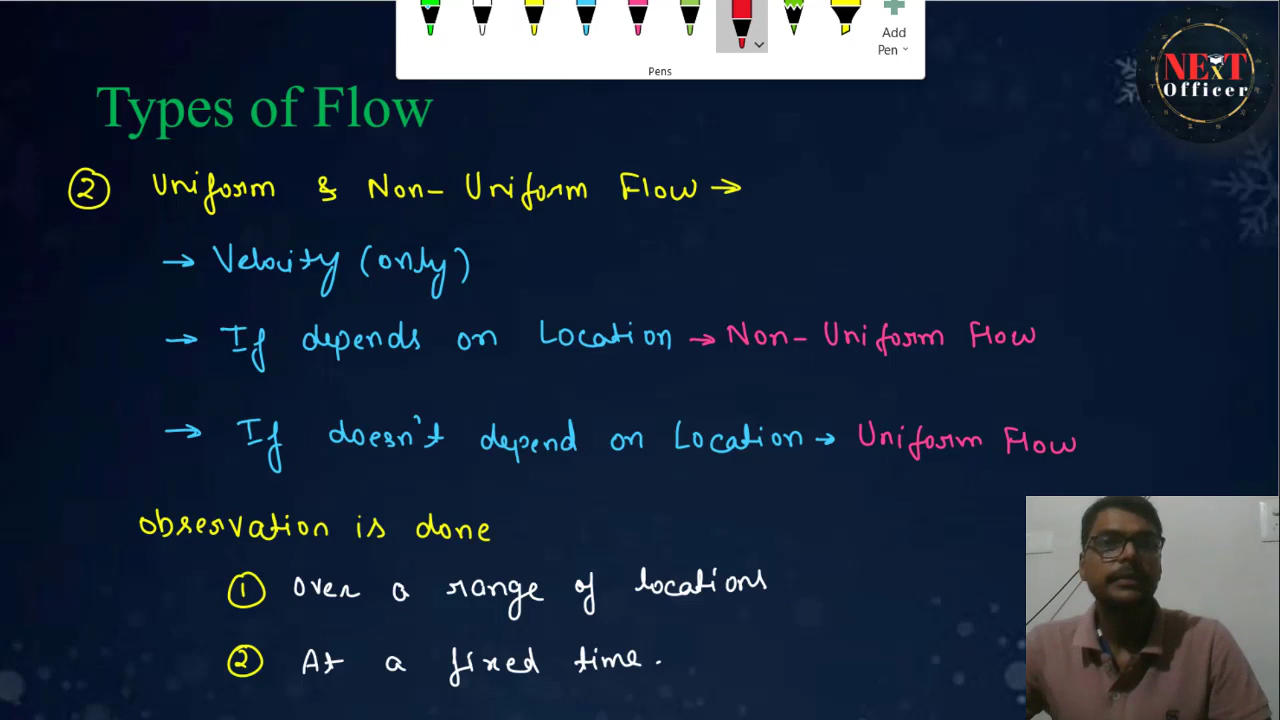 Add
Pen
Pens
NExT
Officer
Types of Flow
② Uniform & Non-Uniform Flow →
→ Velocity (only)
→ If depends on Location → Non-Uniform Flow
→ If doesn't depend on Location → Uniform Flow
observation is done
① over a range of locations
② At a fixed time.